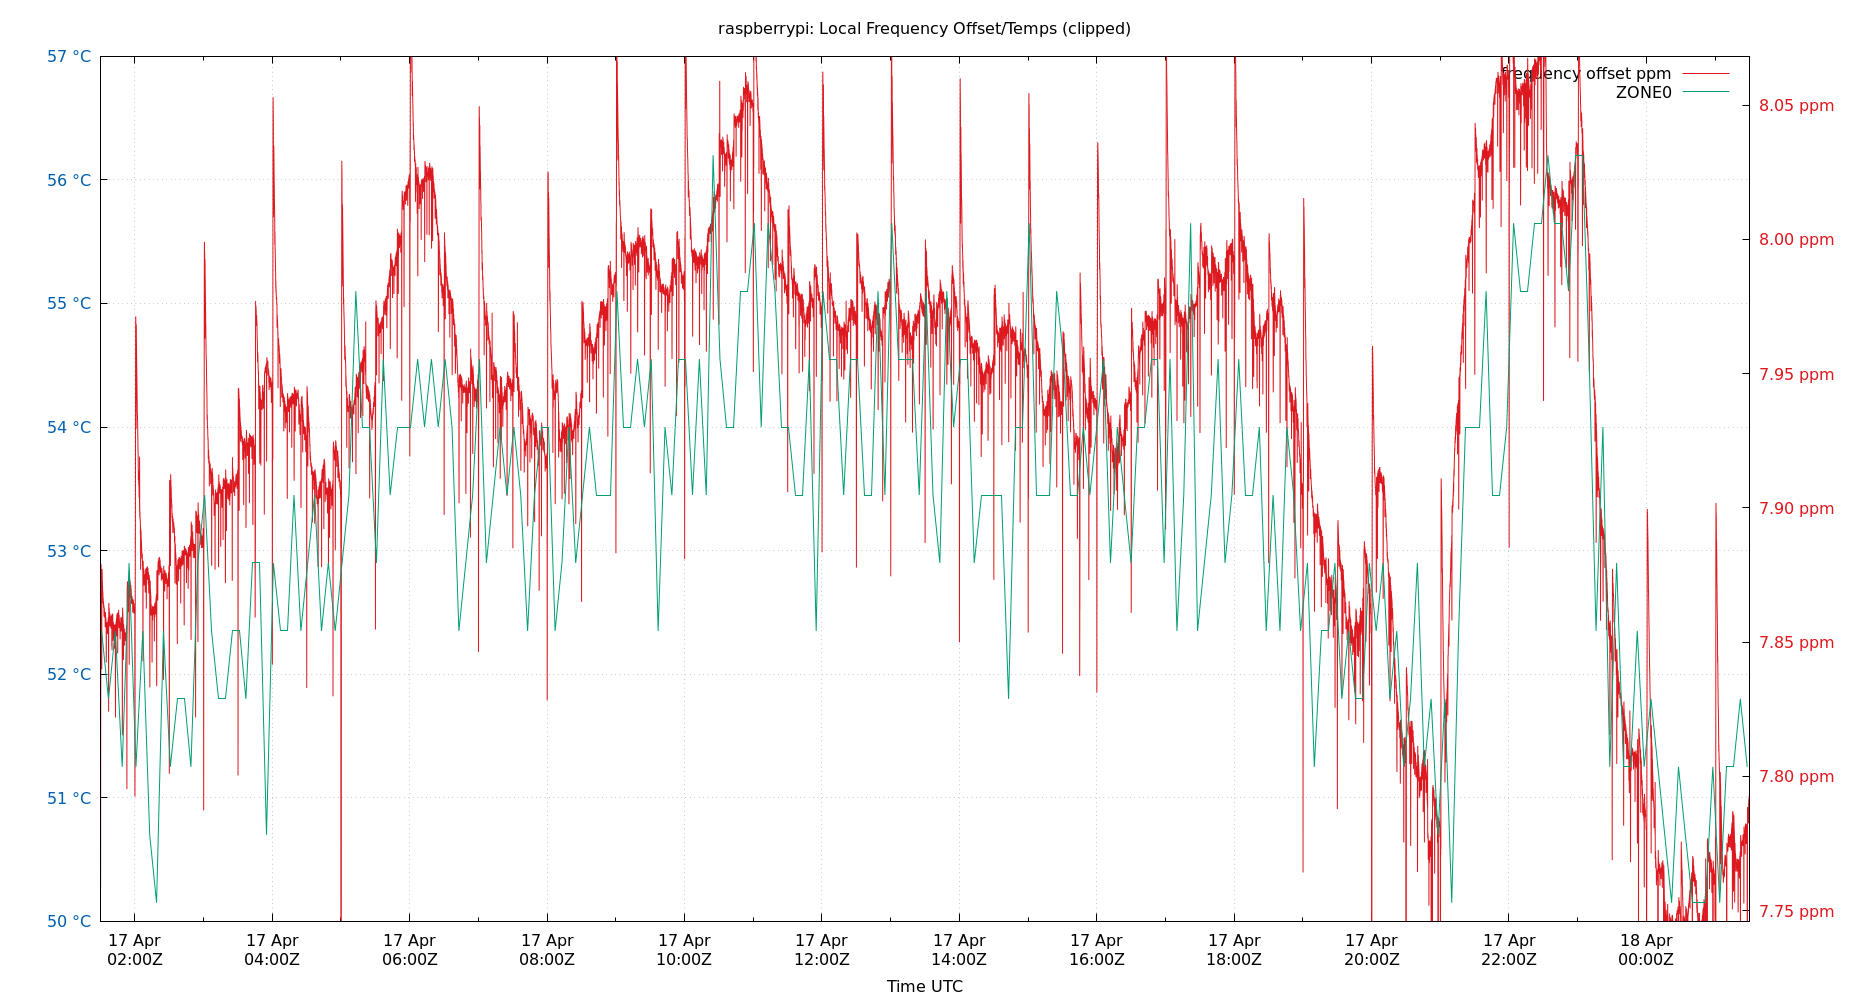 raspberrypi: Local Frequency Offset/Temps (clipped)
57 °C
56 °C
55 °C
54 °C
53 °C
52 °C
51 °C
50 °C
frequency offset ppm
ZONE0
8.05 ppm
8.00 ppm
7.95 ppm
7.90 ppm
7.85 ppm
7.80 ppm
7.75 ppm
17 Apr 17 Apr 17 Apr 17 Apr 17 Apr 17 Apr 17 Apr 17 Apr 17 Apr 17 Apr 17 Apr 18 Apr
02:00Z 04:00Z 06:00Z 08:00Z 10:00Z 12:00Z 14:00Z 16:00Z 18:00Z 20:00Z 22:00Z 00:00Z
Time UTC